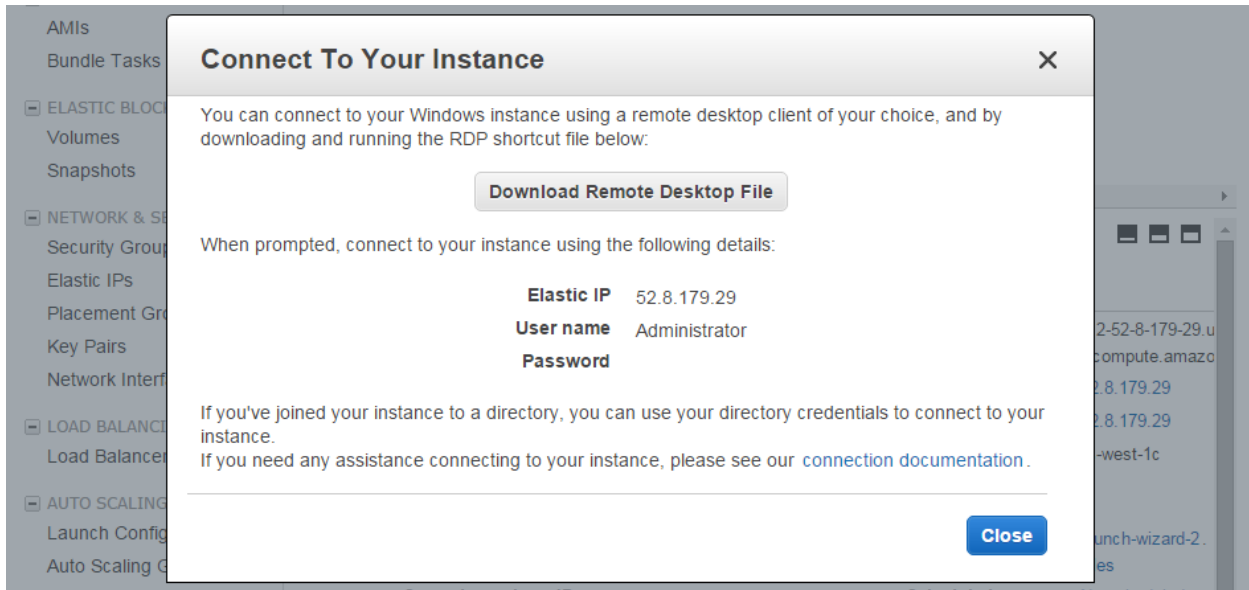 AMIs
Bundle Tasks
ELASTIC BLOC
Volumes
Snapshots
NETWORK & SE
Security Group
Elastic IPs
Placement Gro
Key Pairs
Network Interf
LOAD BALANCI
Load Balancer
AUTO SCALING
Launch Config
Auto Scaling G
Connect To Your Instance
You can connect to your Windows instance using a remote desktop client of your choice, and by
downloading and running the RDP shortcut file below:
Download Remote Desktop File
When prompted, connect to your instance using the following details:
Elastic IP 52.8.179.29
User name Administrator
Password
If you've joined your instance to a directory, you can use your directory credentials to connect to your
instance.
If you need any assistance connecting to your instance, please see our connection documentation.
Close
2-52-8-179-29.u
compute.amazo
2.8.179.29
2.8.179.29
-west-1c
unch-wizard-2.
es